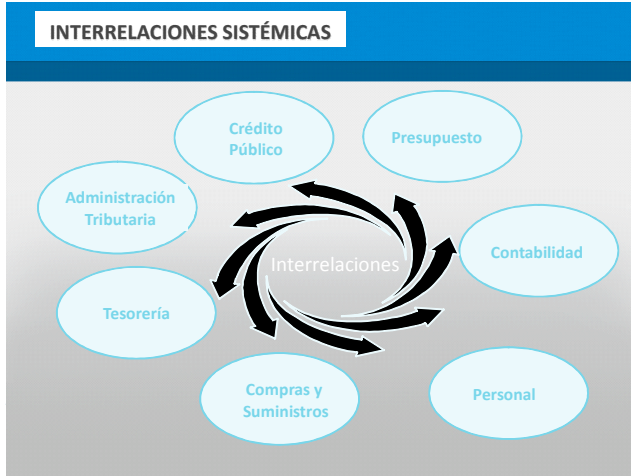 INTERRELACIONES SISTÉMICAS
Crédito
Público
Presupuesto
Administración
Tributaria
Contabilidad
Interrelaciones
Tesorería
Compras y
Suministros
Personal